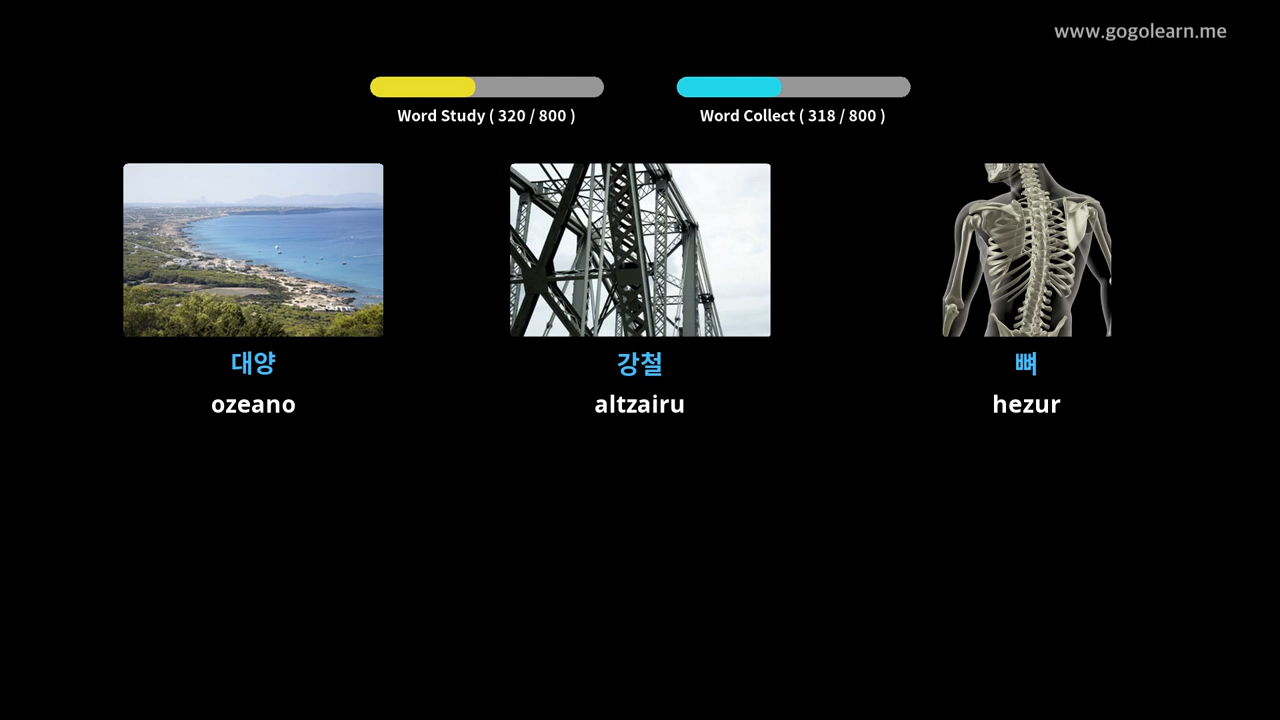 www.gogolearn.me
Word Study ( 320 / 800 )
Word Collect ( 318 / 800 )
대양
강철
뼈
ozeano
altzairu
hezur